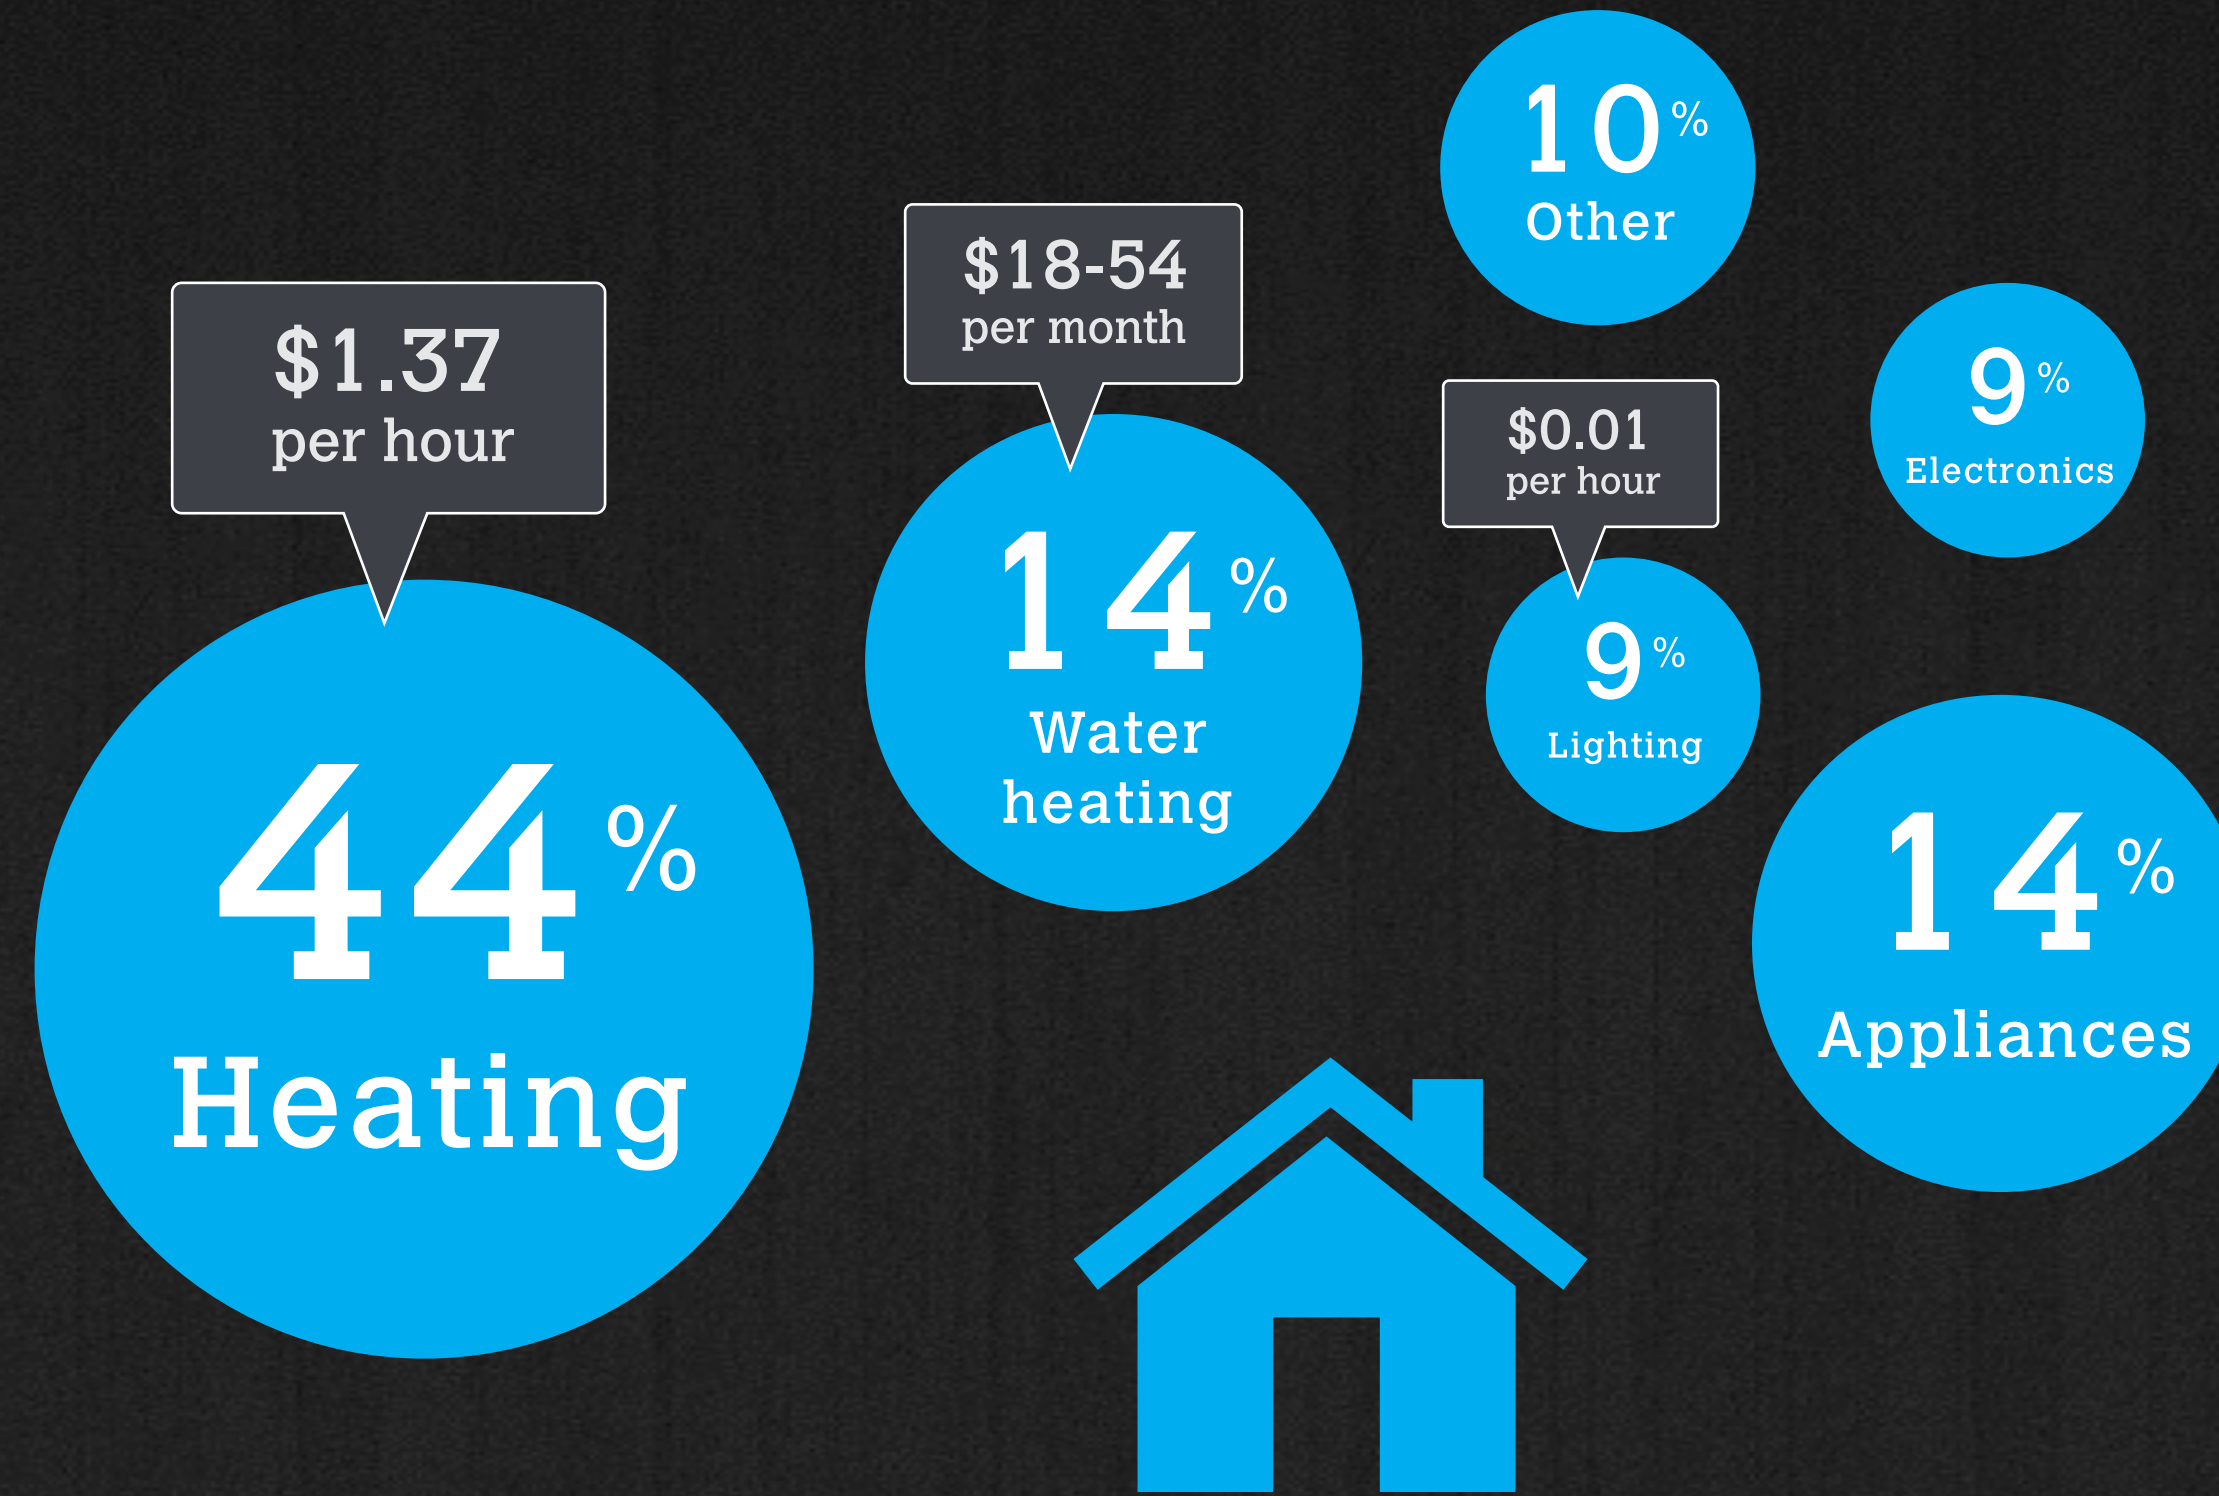 $1.37
per hour
44%
Heating
$18-54
per month
14%
Water
heating
10%
Other
$0.01
per hour
9%
Lighting
9%
Electronics
14%
Appliances